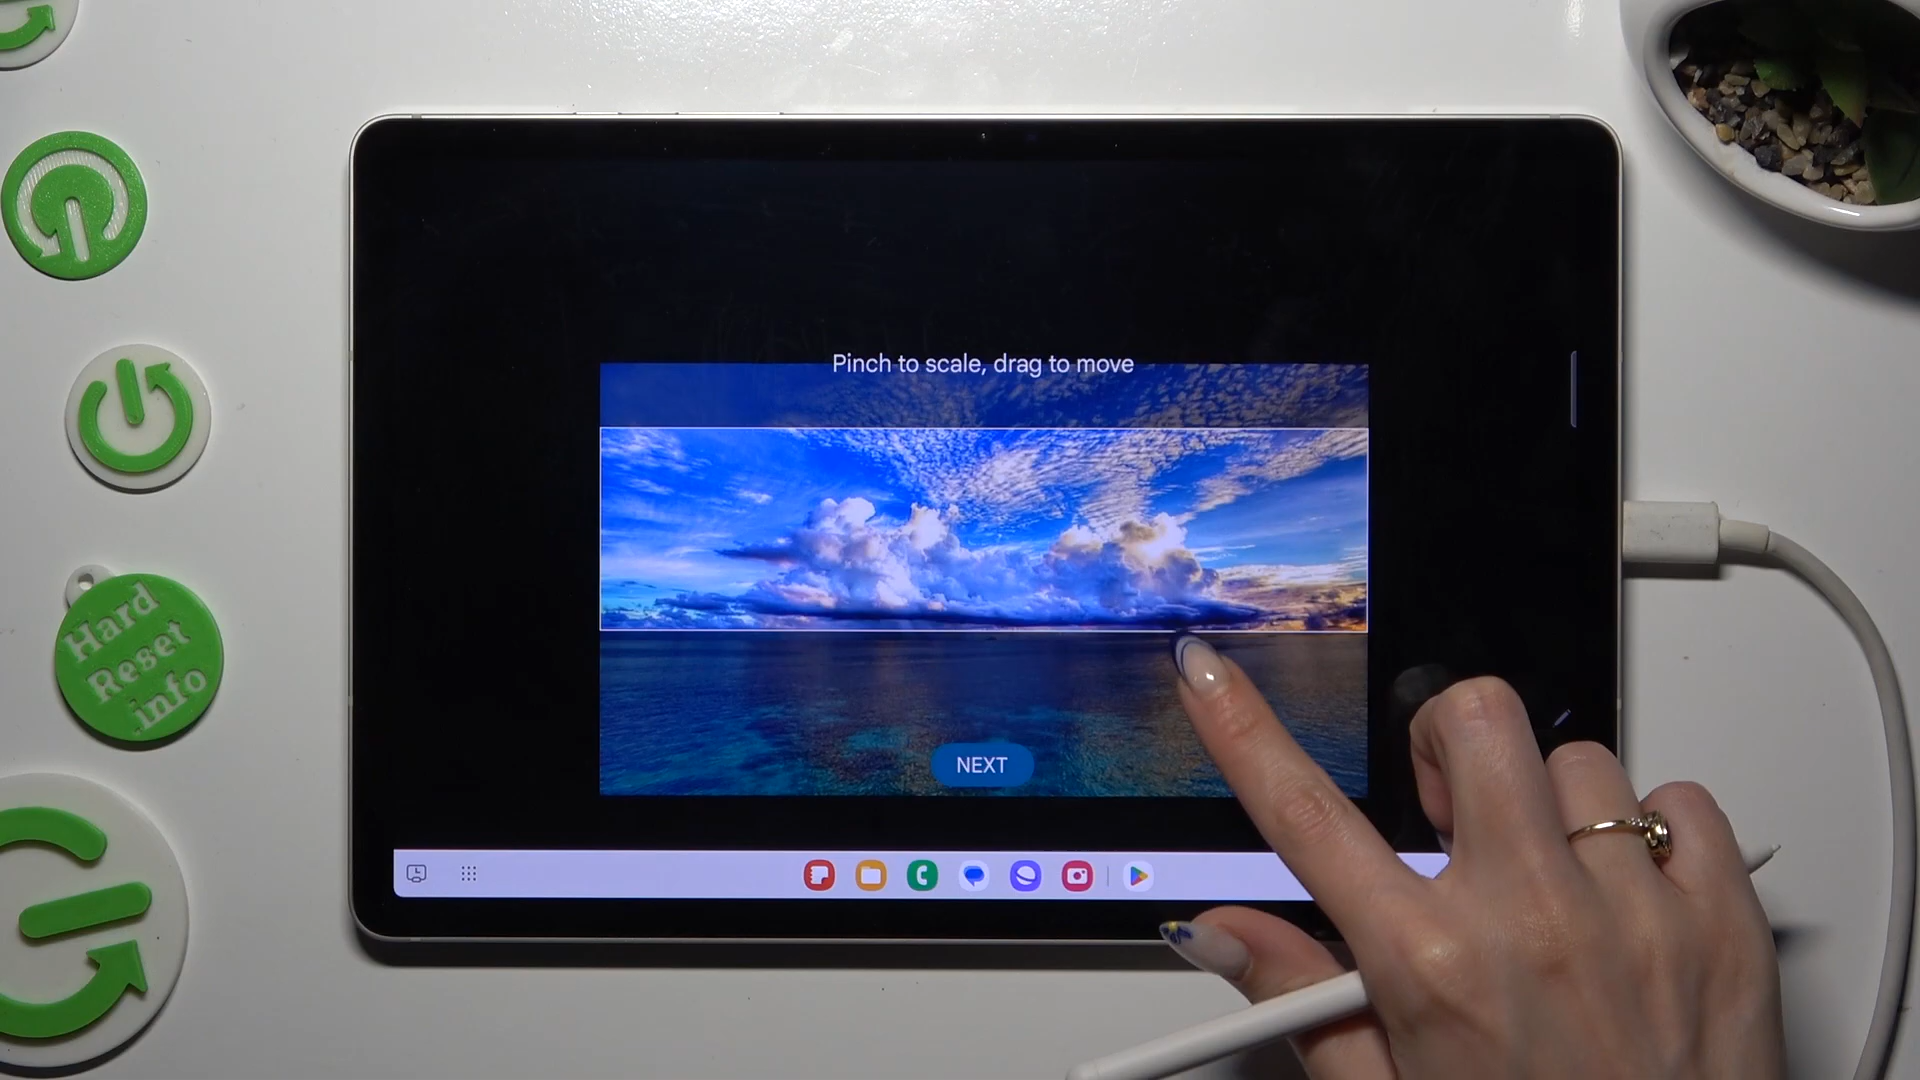 Pinch to scale, drag to move
NEXT
Hard
Reset
.info